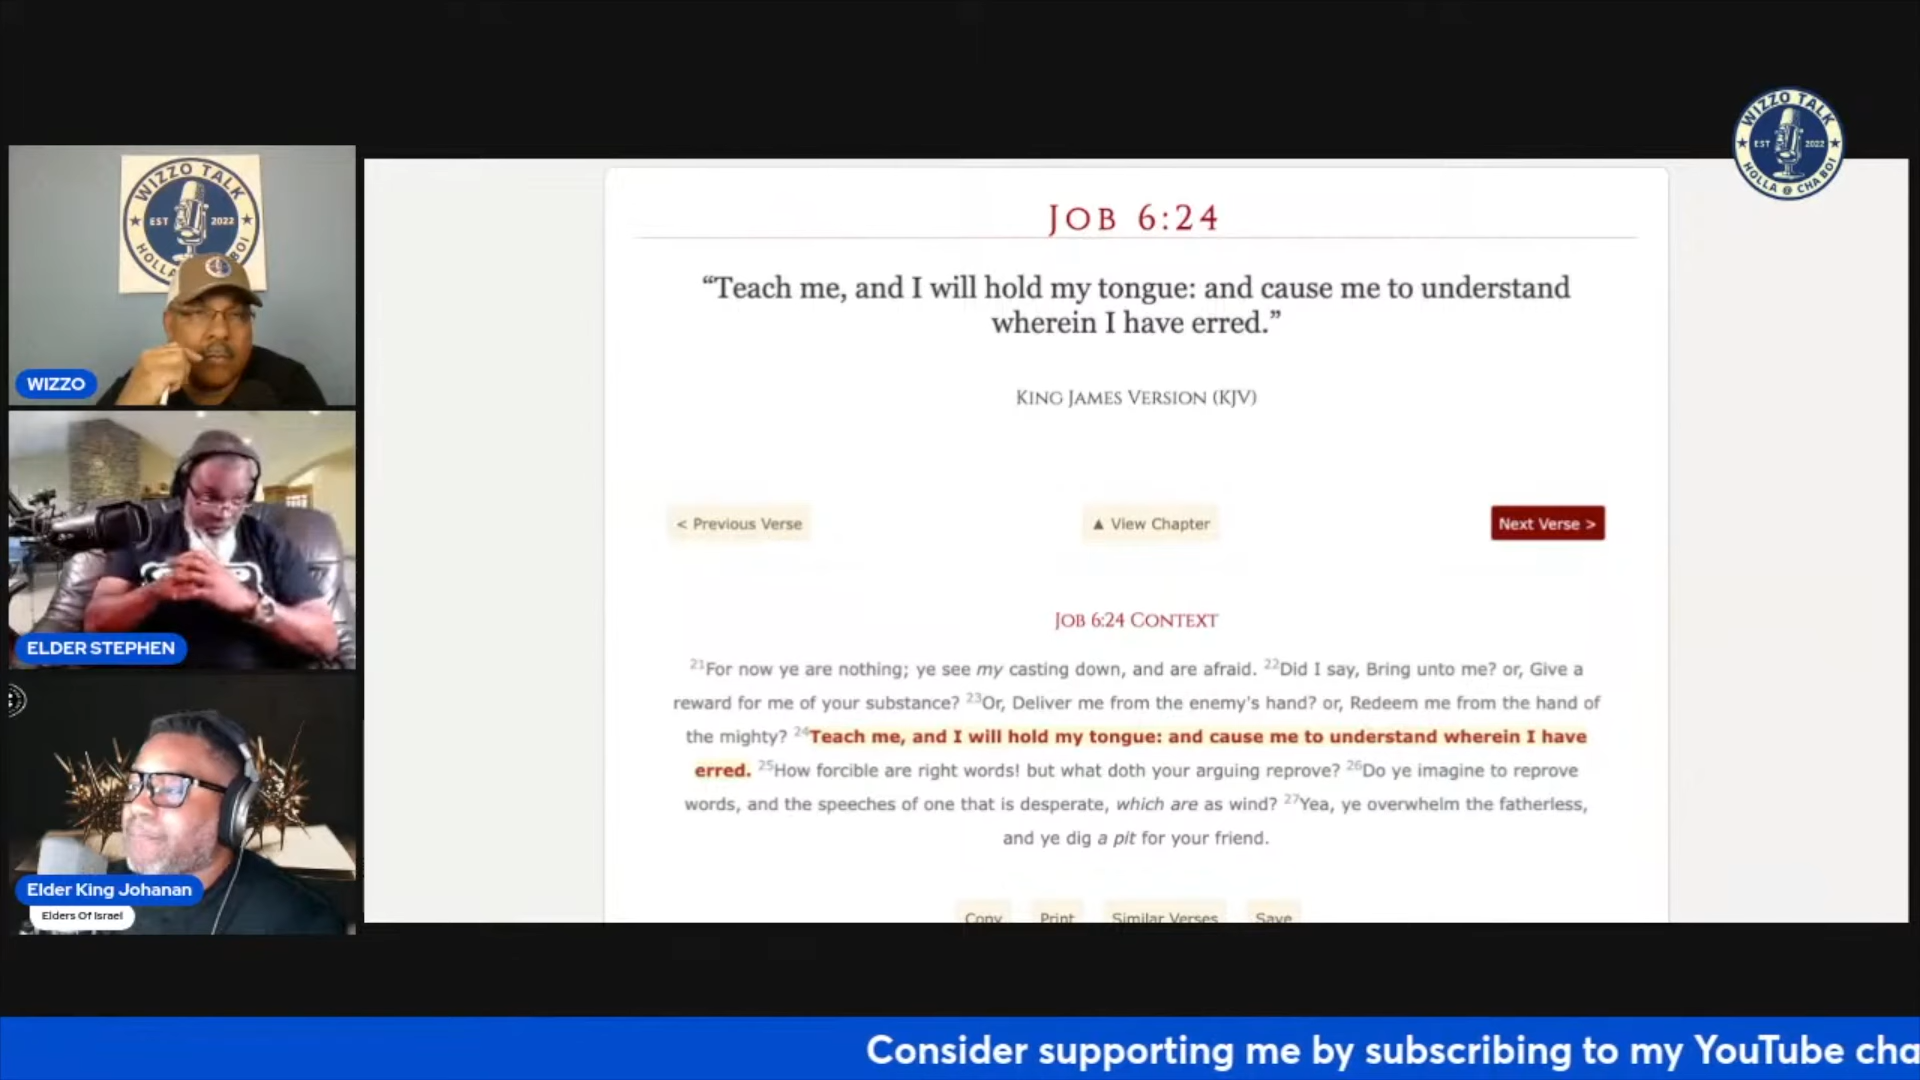 WIZZO TALK
EST 2022
HOLLA @ CHA BOI
WIZZO TALK
EST 2022
HOLLA BOI
WIZZO
ELDER STEPHEN
Elder King Johanan
Elders Of Israel
JOB 6:24
“Teach me, and I will hold my tongue: and cause me to understand
wherein I have erred.”
KING JAMES VERSION (KJV)
< Previous Verse
▲ View Chapter
Next Verse >
JOB 6:24 CONTEXT
21For now ye are nothing; ye see my casting down, and are afraid. 22Did I say, Bring unto me? or, Give a
reward for me of your substance? 23Or, Deliver me from the enemy's hand? or, Redeem me from the hand of
the mighty? 24Teach me, and I will hold my tongue: and cause me to understand wherein I have
erred. 25How forcible are right words! but what doth your arguing reprove? 26Do ye imagine to reprove
words, and the speeches of one that is desperate, which are as wind? 27Yea, ye overwhelm the fatherless,
and ye dig a pit for your friend.
Copy Print Similar Verses Save
Consider supporting me by subscribing to my YouTube cha